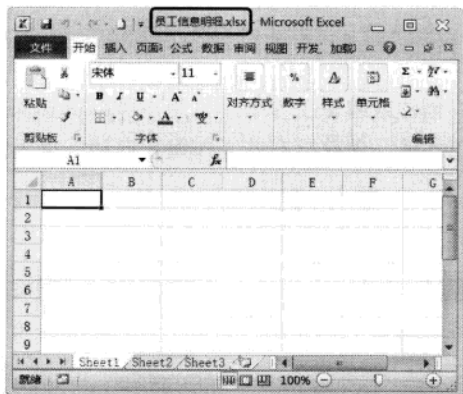 员工信息明细.xlsx - Microsoft Excel
文件 开始 插入 页面 公式 数据 审阅 视图 开发 加载
宋体 11
粘贴 B I U A A 对齐方式 数字 样式 单元格
剪贴板 字体 编辑
A1 fx
A B C D E F G
1
2
3
4
5
6
7
8
9
Sheet1 Sheet2 Sheet3
就绪 100%